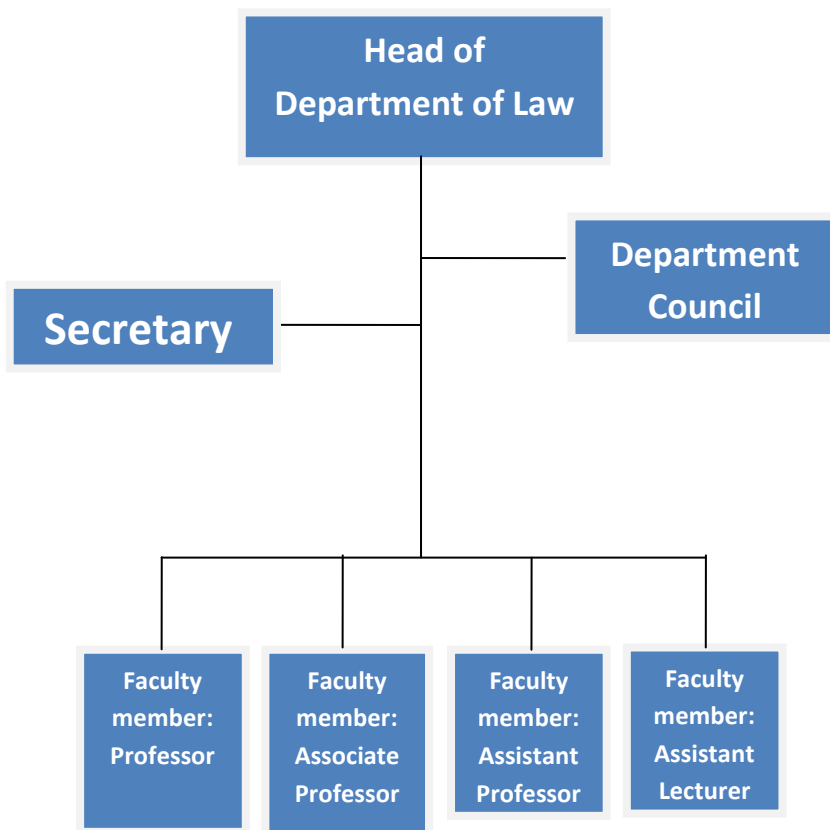 Head of
Department of Law
Department
Council
Secretary
Faculty
member:
Professor
Faculty
member:
Associate
Professor
Faculty
member:
Assistant
Professor
Faculty
member:
Assistant
Lecturer